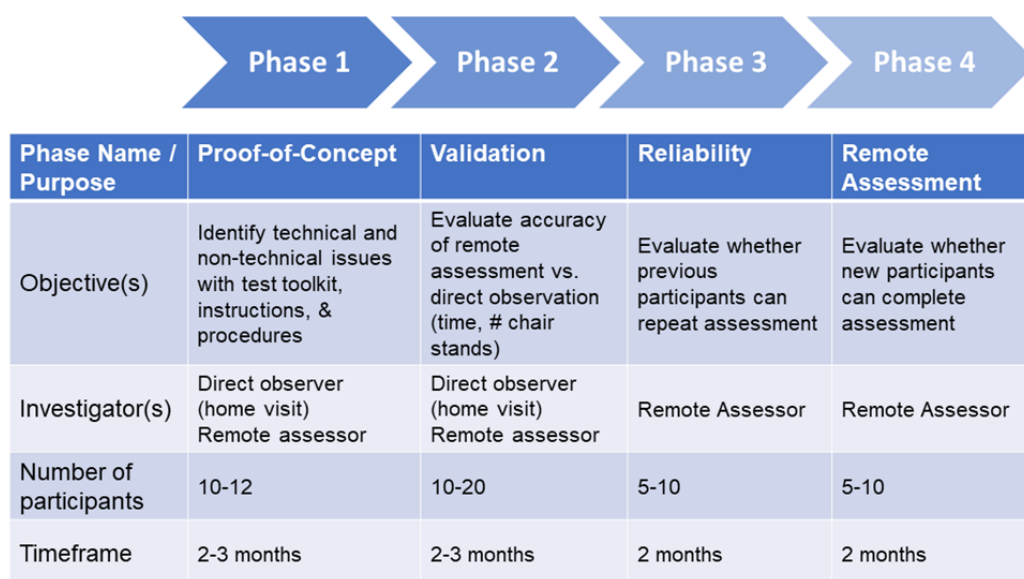 Phase 1
Phase 2
Phase 3
Phase 4
Phase Name /
Purpose
Proof-of-Concept
Validation
Reliability
Remote
Assessment
Objective(s)
Identify technical and
non-technical issues
with test toolkit,
instructions, &
procedures
Evaluate accuracy
of remote
assessment vs.
direct observation
(time, # chair
stands)
Evaluate whether
previous
participants can
repeat assessment
Evaluate whether
new participants
can complete
assessment
Investigator(s)
Direct observer
(home visit)
Remote assessor
Direct observer
(home visit)
Remote assessor
Remote Assessor
Remote Assessor
Number of
participants
10-12
10-20
5-10
5-10
Timeframe
2-3 months
2-3 months
2 months
2 months